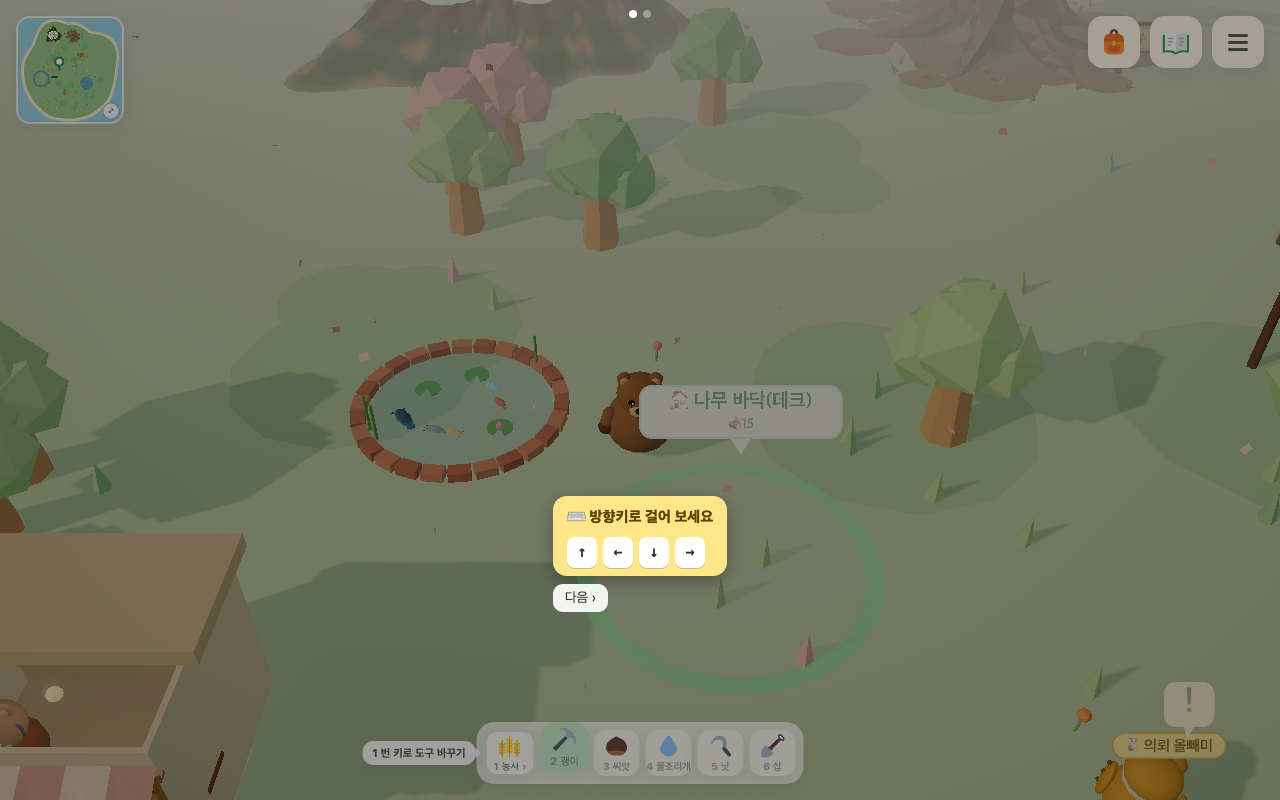 나무 바닥(데크)
15
방향키로 걸어 보세요
↑ ← ↓ →
다음 ›
!
의뢰 올빼미
1 번 키로 도구 바꾸기
1 농사 ›
2 괭이
3 씨앗
4 물조리개
5 낫
6 삽